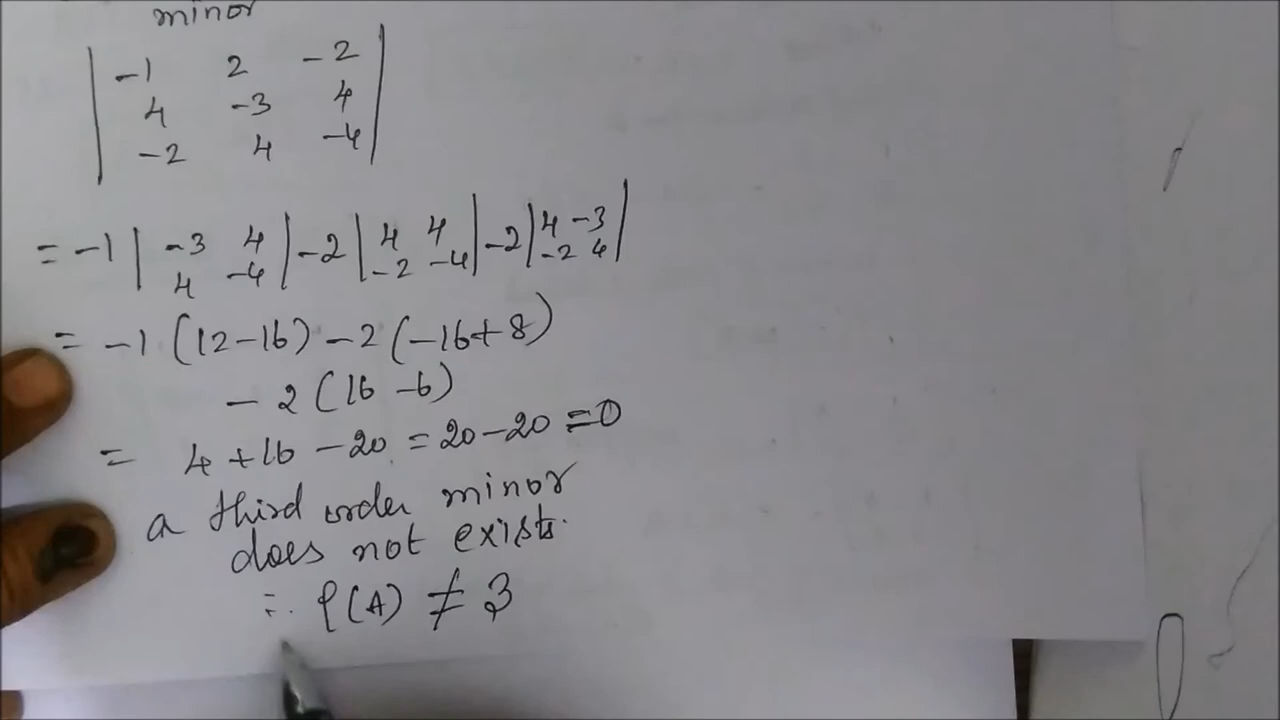 minor
| -1 2 -2 |
| 4 -3 4 |
| -2 4 -4 |
= -1 | -3 4 | -2 | 4 4 | -2 | 4 -3 |
| 4 -4 | | -2 -4 | | -2 4 |
= -1 (12-16) -2 (-16+8)
- 2 (16 -6)
= 4 +16 -20 = 20-20 =0
a third order minor
does not exists.
∴ ρ(A) ≠ 3